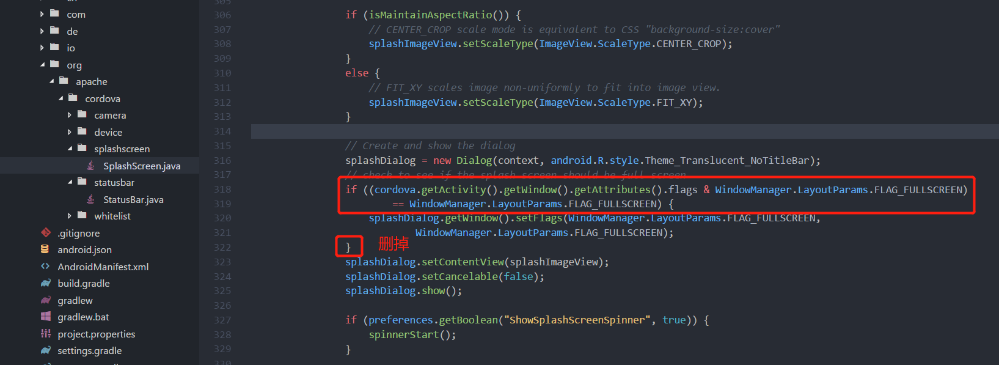 com
de
io
org
apache
cordova
camera
device
splashscreen
SplashScreen.java
statusbar
StatusBar.java
whitelist
.gitignore
android.json
AndroidManifest.xml
build.gradle
gradlew
gradlew.bat
project.properties
settings.gradle
305
306 if (isMaintainAspectRatio()) {
307 // CENTER_CROP scale mode is equivalent to CSS "background-size:cover"
308 splashImageView.setScaleType(ImageView.ScaleType.CENTER_CROP);
309 }
310 else {
311 // FIT_XY scales image non-uniformly to fit into image view.
312 splashImageView.setScaleType(ImageView.ScaleType.FIT_XY);
313 }
314
315 // Create and show the dialog
316 splashDialog = new Dialog(context, android.R.style.Theme_Translucent_NoTitleBar);
317 // check to see if the splash screen should be full screen
318 if ((cordova.getActivity().getWindow().getAttributes().flags & WindowManager.LayoutParams.FLAG_FULLSCREEN)
319 == WindowManager.LayoutParams.FLAG_FULLSCREEN) {
320 splashDialog.getWindow().setFlags(WindowManager.LayoutParams.FLAG_FULLSCREEN,
321 WindowManager.LayoutParams.FLAG_FULLSCREEN);
322 } 删掉
323 splashDialog.setContentView(splashImageView);
324 splashDialog.setCancelable(false);
325 splashDialog.show();
326
327 if (preferences.getBoolean("ShowSplashScreenSpinner", true)) {
328 spinnerStart();
329 }
330